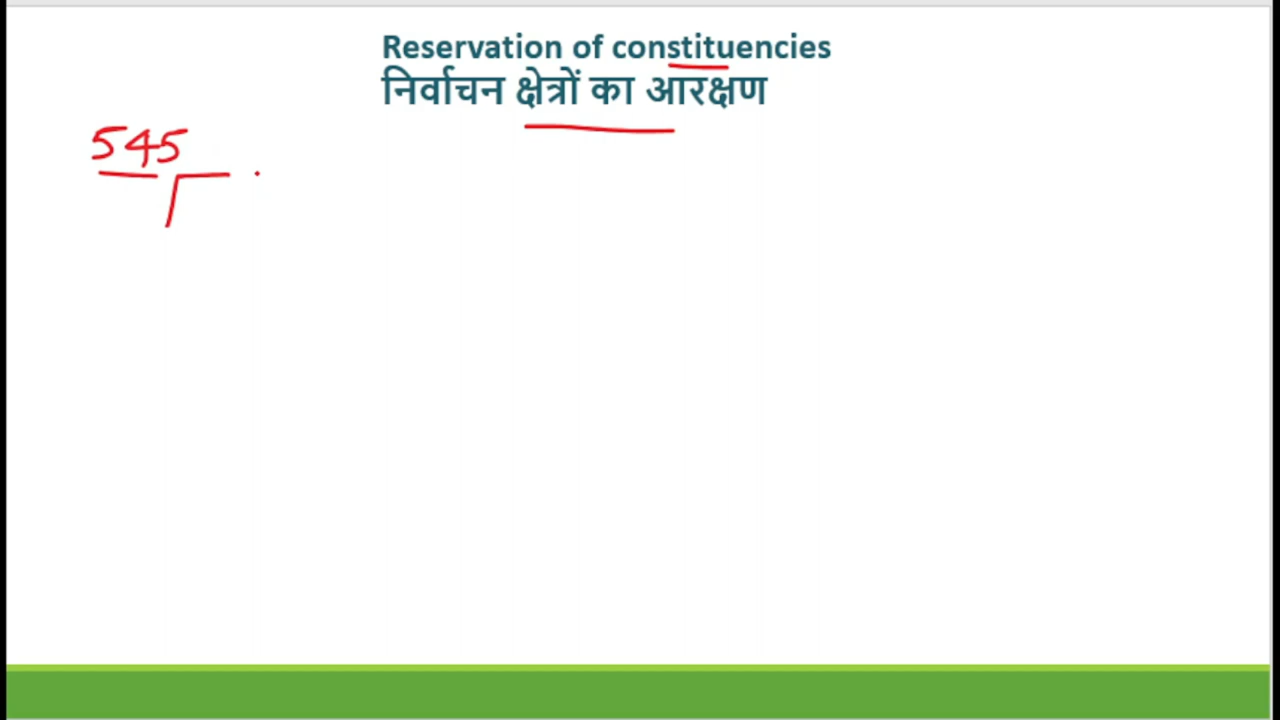 Reservation of constituencies
निर्वाचन क्षेत्रों का आरक्षण
545